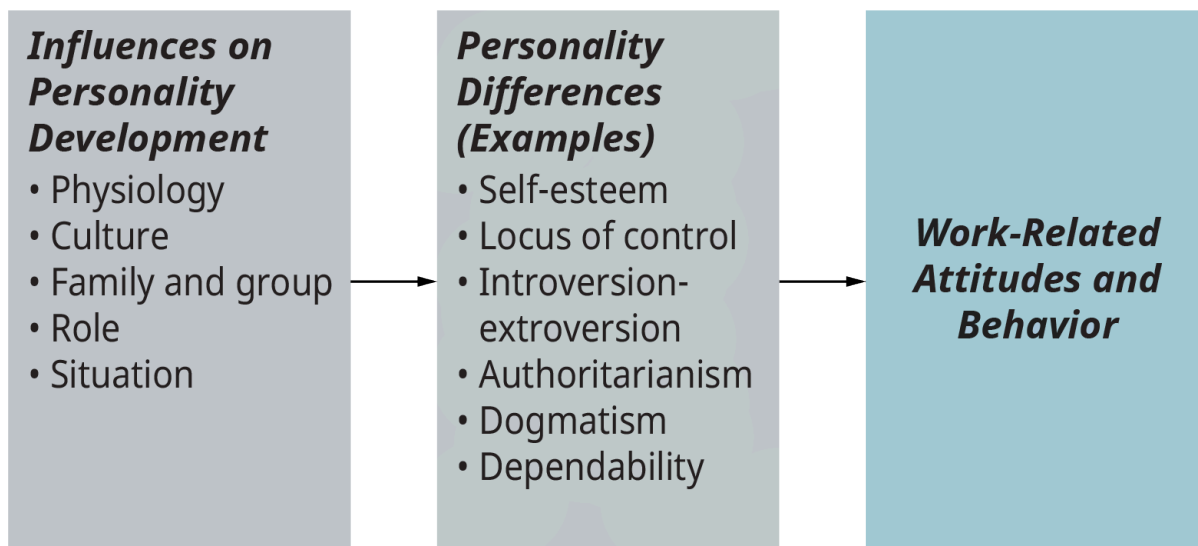 Influences on
Personality
Development
• Physiology
• Culture
• Family and group
• Role
• Situation
Personality
Differences
(Examples)
• Self-esteem
• Locus of control
• Introversion-
extroversion
• Authoritarianism
• Dogmatism
• Dependability
Work-Related
Attitudes and
Behavior